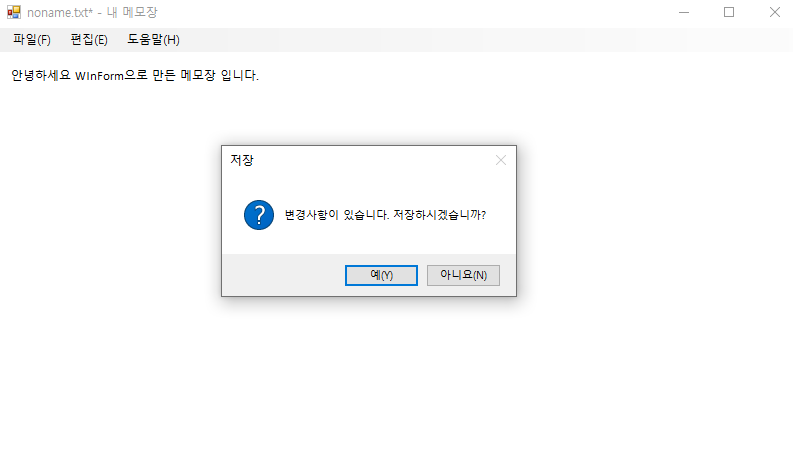 noname.txt* - 내 메모장
파일(F) 편집(E) 도움말(H)
안녕하세요 WInForm으로 만든 메모장 입니다.
저장
?
변경사항이 있습니다. 저장하시겠습니까?
예(Y) 아니요(N)